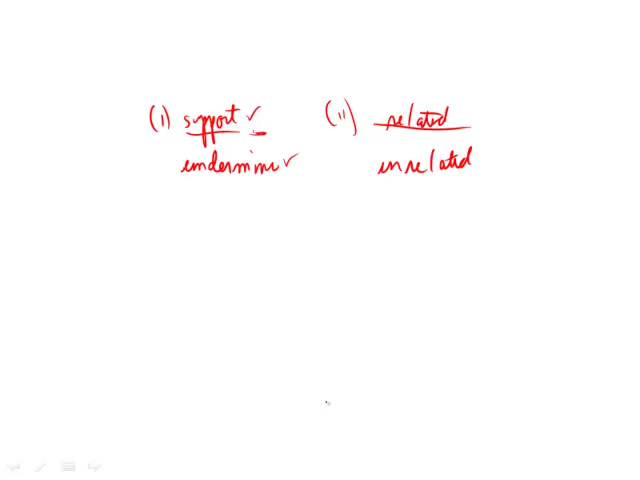 (i) support ✓ (ii) related
undermine ✓ unrelated